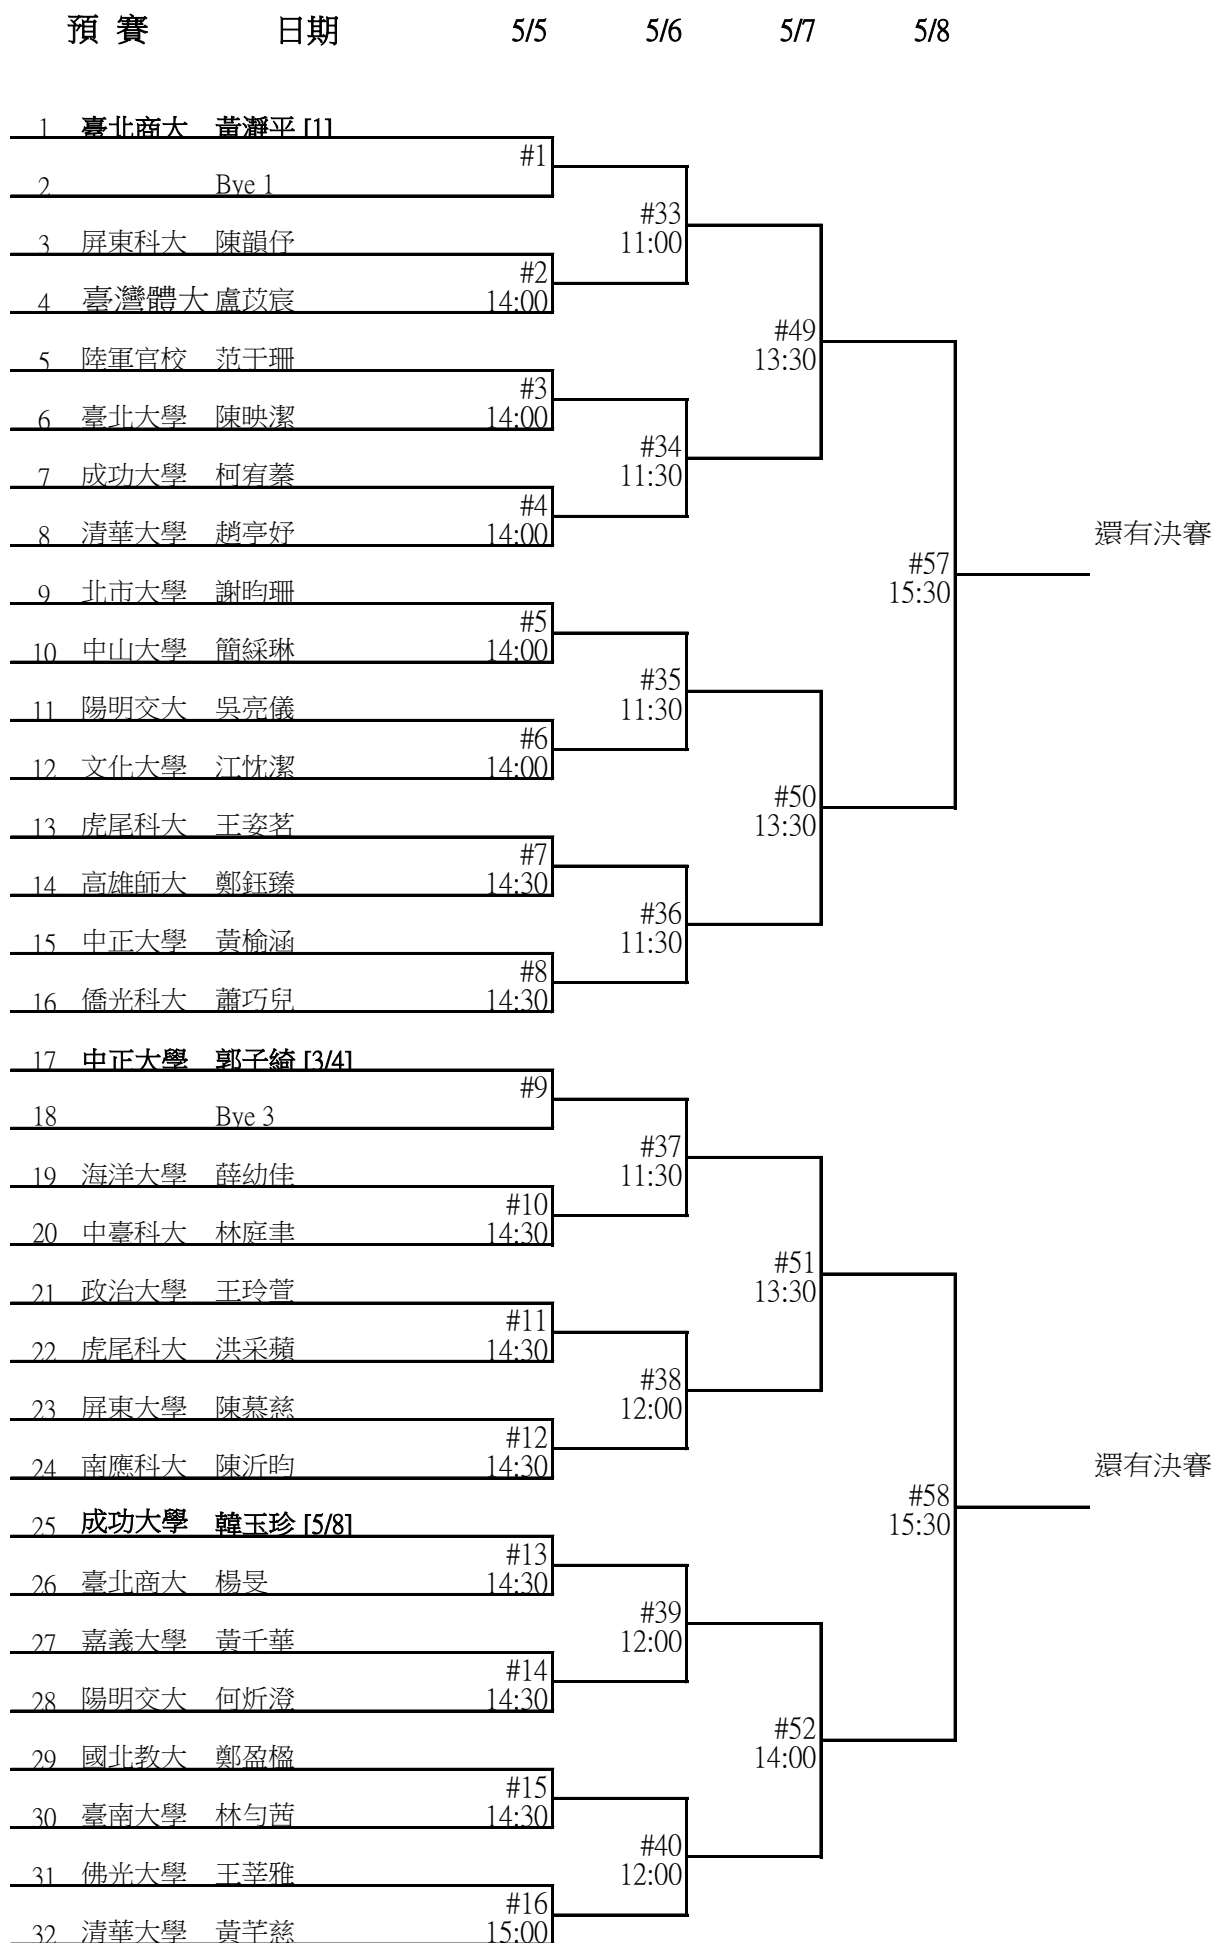 預 賽 日期 5/5 5/6 5/7 5/8
1 臺北商大 黃瀞平 [1]
#1
2 Bye 1
#33
3 屏東科大 陳韻伃 11:00
#2
4 臺灣體大 盧苡宸 14:00
#49
5 陸軍官校 范于珊 13:30
#3
6 臺北大學 陳映潔 14:00
#34
7 成功大學 柯宥蓁 11:30
#4
8 清華大學 趙亭妤 14:00 還有決賽
#57
9 北市大學 謝昀珊 15:30
#5
10 中山大學 簡綵琳 14:00
#35
11 陽明交大 吳亮儀 11:30
#6
12 文化大學 江忱潔 14:00
#50
13 虎尾科大 王姿茗 13:30
#7
14 高雄師大 鄭鈺臻 14:30
#36
15 中正大學 黃榆涵 11:30
#8
16 僑光科大 蕭巧兒 14:30
17 中正大學 郭子綺 [3/4]
#9
18 Bye 3
#37
19 海洋大學 薛幼佳 11:30
#10
20 中臺科大 林庭聿 14:30
#51
21 政治大學 王玲萱 13:30
#11
22 虎尾科大 洪采蘋 14:30
#38
23 屏東大學 陳慕慈 12:00
#12
24 南應科大 陳沂昀 14:30 還有決賽
#58
25 成功大學 韓玉珍 [5/8] 15:30
#13
26 臺北商大 楊旻 14:30
#39
27 嘉義大學 黃千華 12:00
#14
28 陽明交大 何炘澄 14:30
#52
29 國北教大 鄭盈楹 14:00
#15
30 臺南大學 林勻茜 14:30
#40
31 佛光大學 王莘雅 12:00
#16
32 清華大學 黃芊慈 15:00